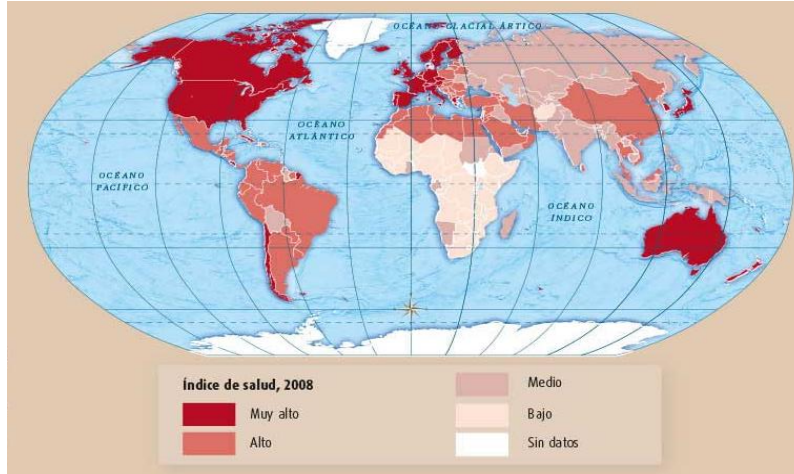 OCÉANO GLACIAL ÁRTICO
OCÉANO
ATLÁNTICO
OCÉANO
PACÍFICO
OCÉANO
ÍNDICO
Índice de salud, 2008
Muy alto
Alto
Medio
Bajo
Sin datos